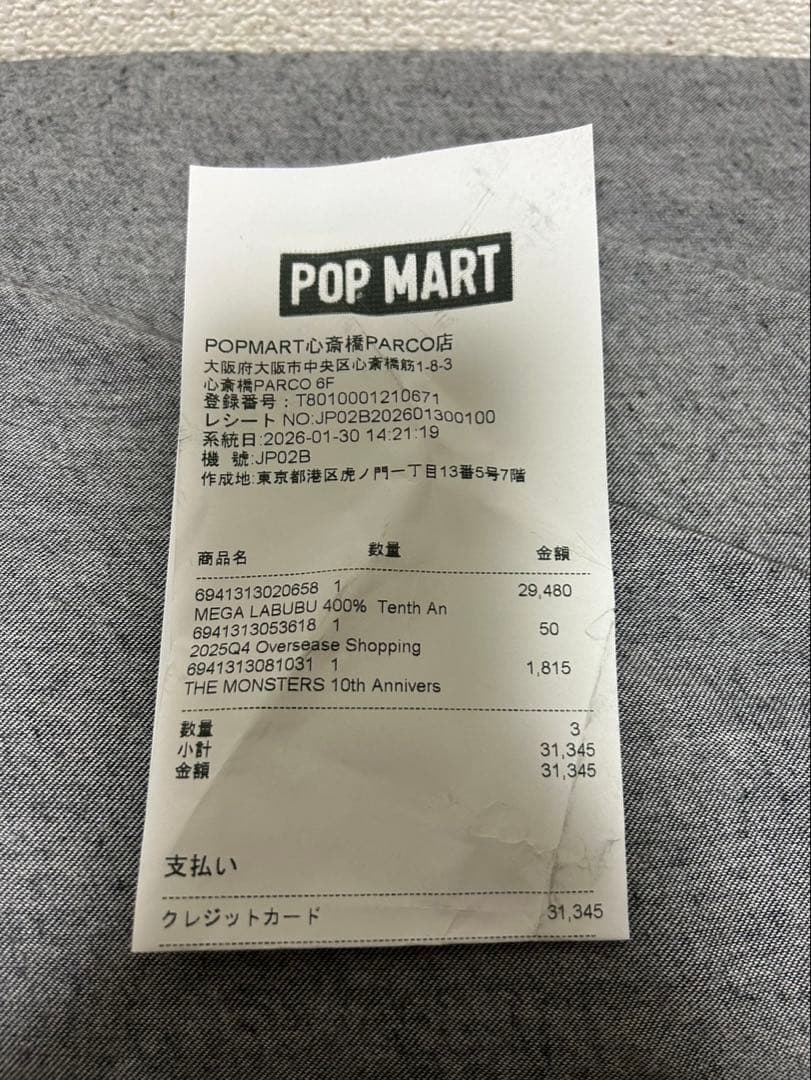 POP MART
POPMART心斎橋PARCO店
大阪府大阪市中央区心斎橋筋1-8-3
心斎橋PARCO 6F
登録番号：T8010001210671
レシート NO:JP02B202601300100
系統日:2026-01-30 14:21:19
機 號:JP02B
作成地:東京都港区虎ノ門一丁目13番5号7階
商品名 數量 金額
6941313020658 1 29,480
MEGA LABUBU 400% Tenth An
6941313053618 1 50
2025Q4 Oversease Shopping
6941313081031 1 1,815
THE MONSTERS 10th Annivers
數量 3
小計 31,345
金額 31,345
支払い
クレジットカード 31,345